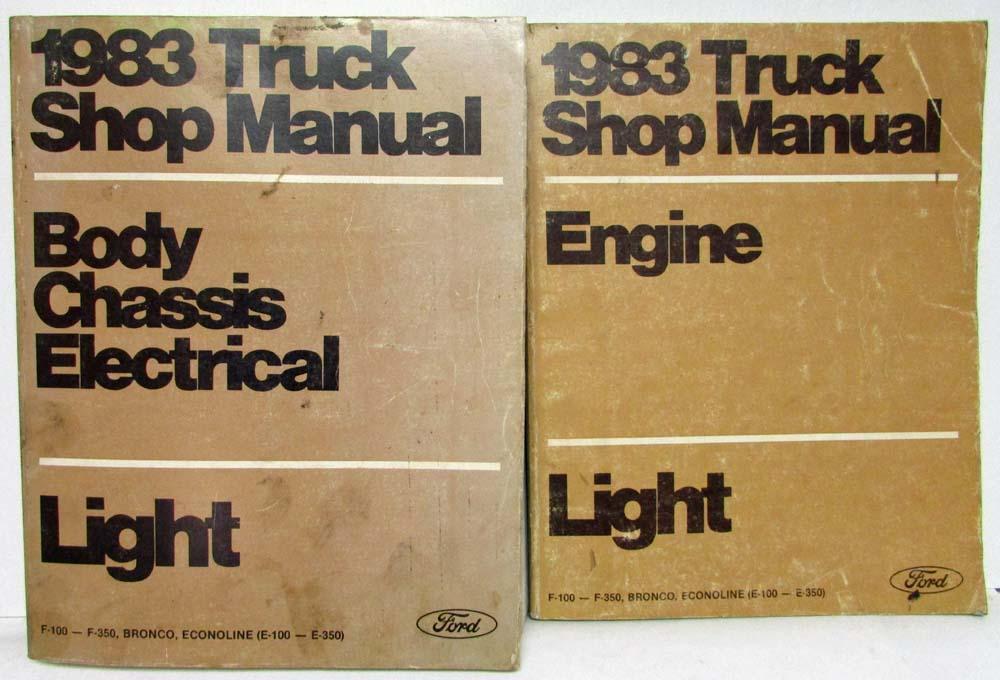 1983 Truck
Shop Manual
Body
Chassis
Electrical
Light
F-100 — F-350, BRONCO, ECONOLINE (E-100 — E-350)
Ford
1983 Truck
Shop Manual
Engine
Light
F-100 — F-350, BRONCO, ECONOLINE (E-100 — E-350)
Ford